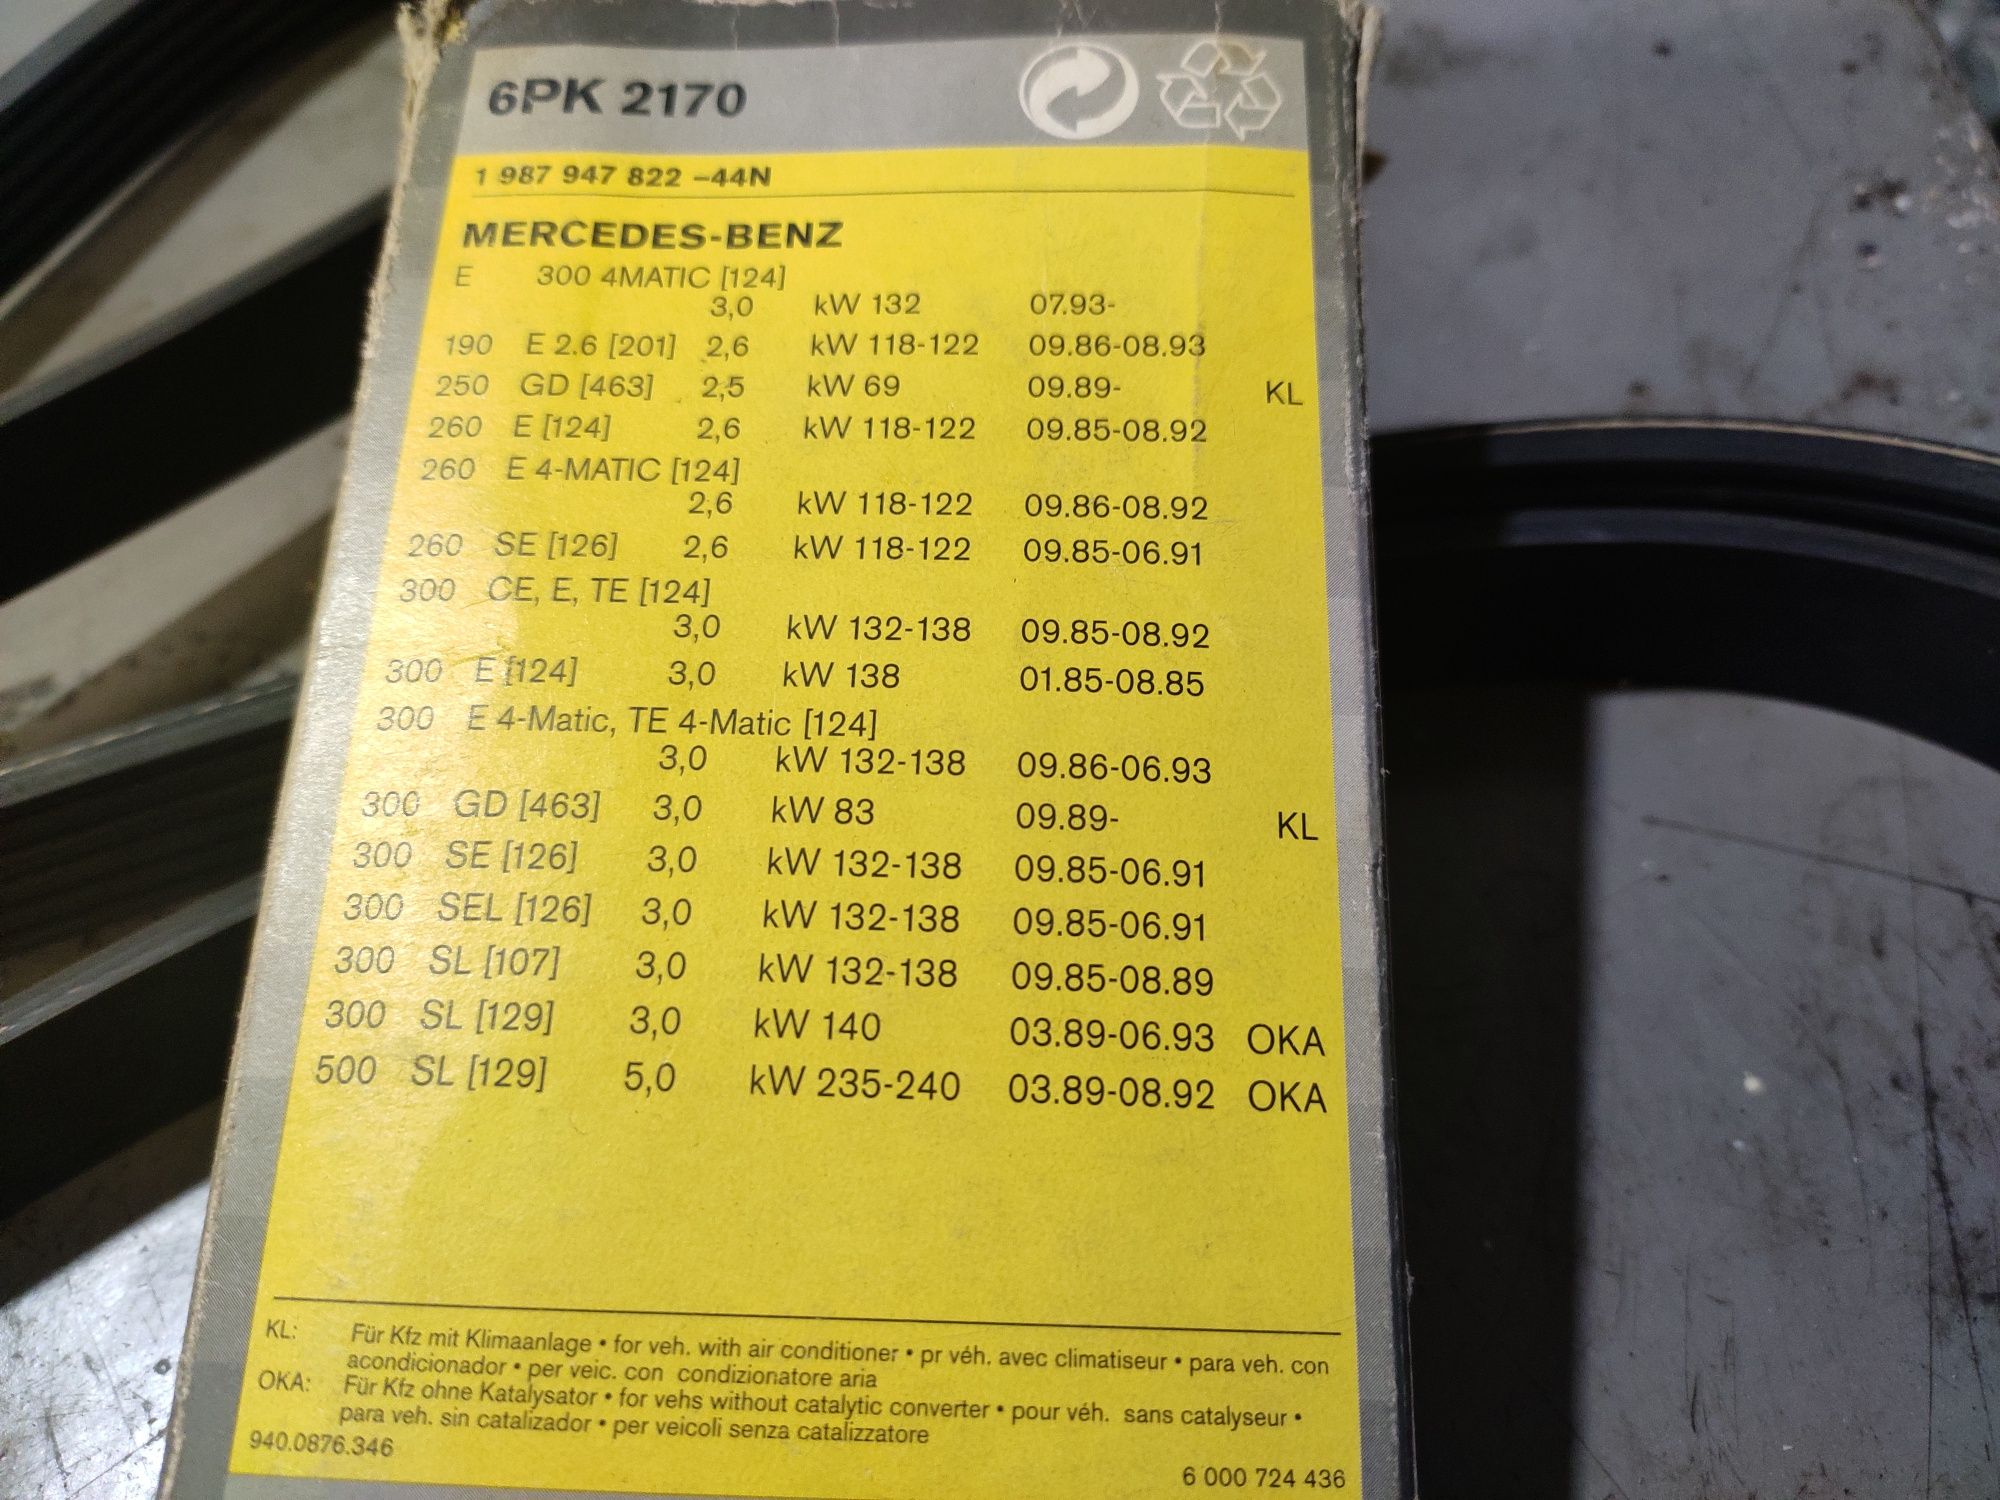 6PK 2170
1 987 947 822 –44N
MERCEDES-BENZ
E 300 4MATIC [124]
3,0 kW 132 07.93-
190 E 2.6 [201] 2,6 kW 118-122 09.86-08.93
250 GD [463] 2,5 kW 69 09.89- KL
260 E [124] 2,6 kW 118-122 09.85-08.92
260 E 4-MATIC [124]
2,6 kW 118-122 09.86-08.92
260 SE [126] 2,6 kW 118-122 09.85-06.91
300 CE, E, TE [124]
3,0 kW 132-138 09.85-08.92
300 E [124] 3,0 kW 138 01.85-08.85
300 E 4-Matic, TE 4-Matic [124]
3,0 kW 132-138 09.86-06.93
300 GD [463] 3,0 kW 83 09.89- KL
300 SE [126] 3,0 kW 132-138 09.85-06.91
300 SEL [126] 3,0 kW 132-138 09.85-06.91
300 SL [107] 3,0 kW 132-138 09.85-08.89
300 SL [129] 3,0 kW 140 03.89-06.93 OKA
500 SL [129] 5,0 kW 235-240 03.89-08.92 OKA
KL: Für Kfz mit Klimaanlage • for veh. with air conditioner • pr véh. avec climatiseur • para veh. con
acondicionador • per veic. con condizionatore aria
OKA: Für Kfz ohne Katalysator • for vehs without catalytic converter • pour véh. sans catalyseur •
para veh. sin catalizador • per veicoli senza catalizzatore
940.0876.346
6 000 724 436